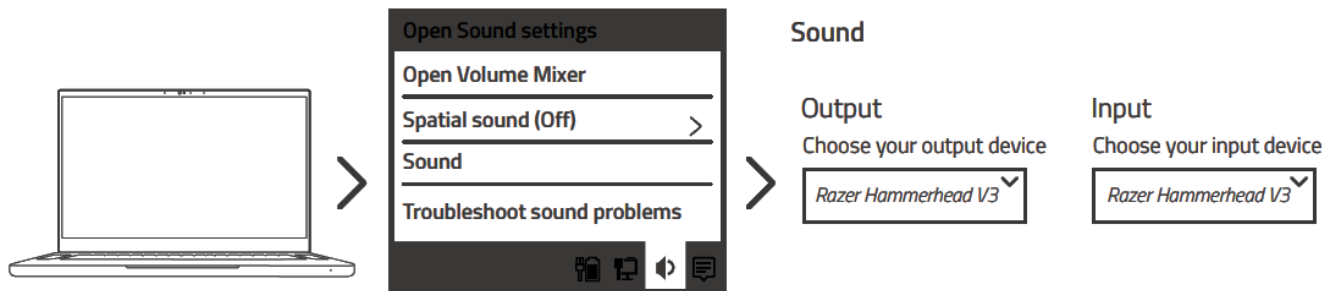 Open Sound settings
Open Volume Mixer
Spatial sound (Off)
Sound
Troubleshoot sound problems
Sound
Output
Choose your output device
Razer Hammerhead V3
Input
Choose your input device
Razer Hammerhead V3